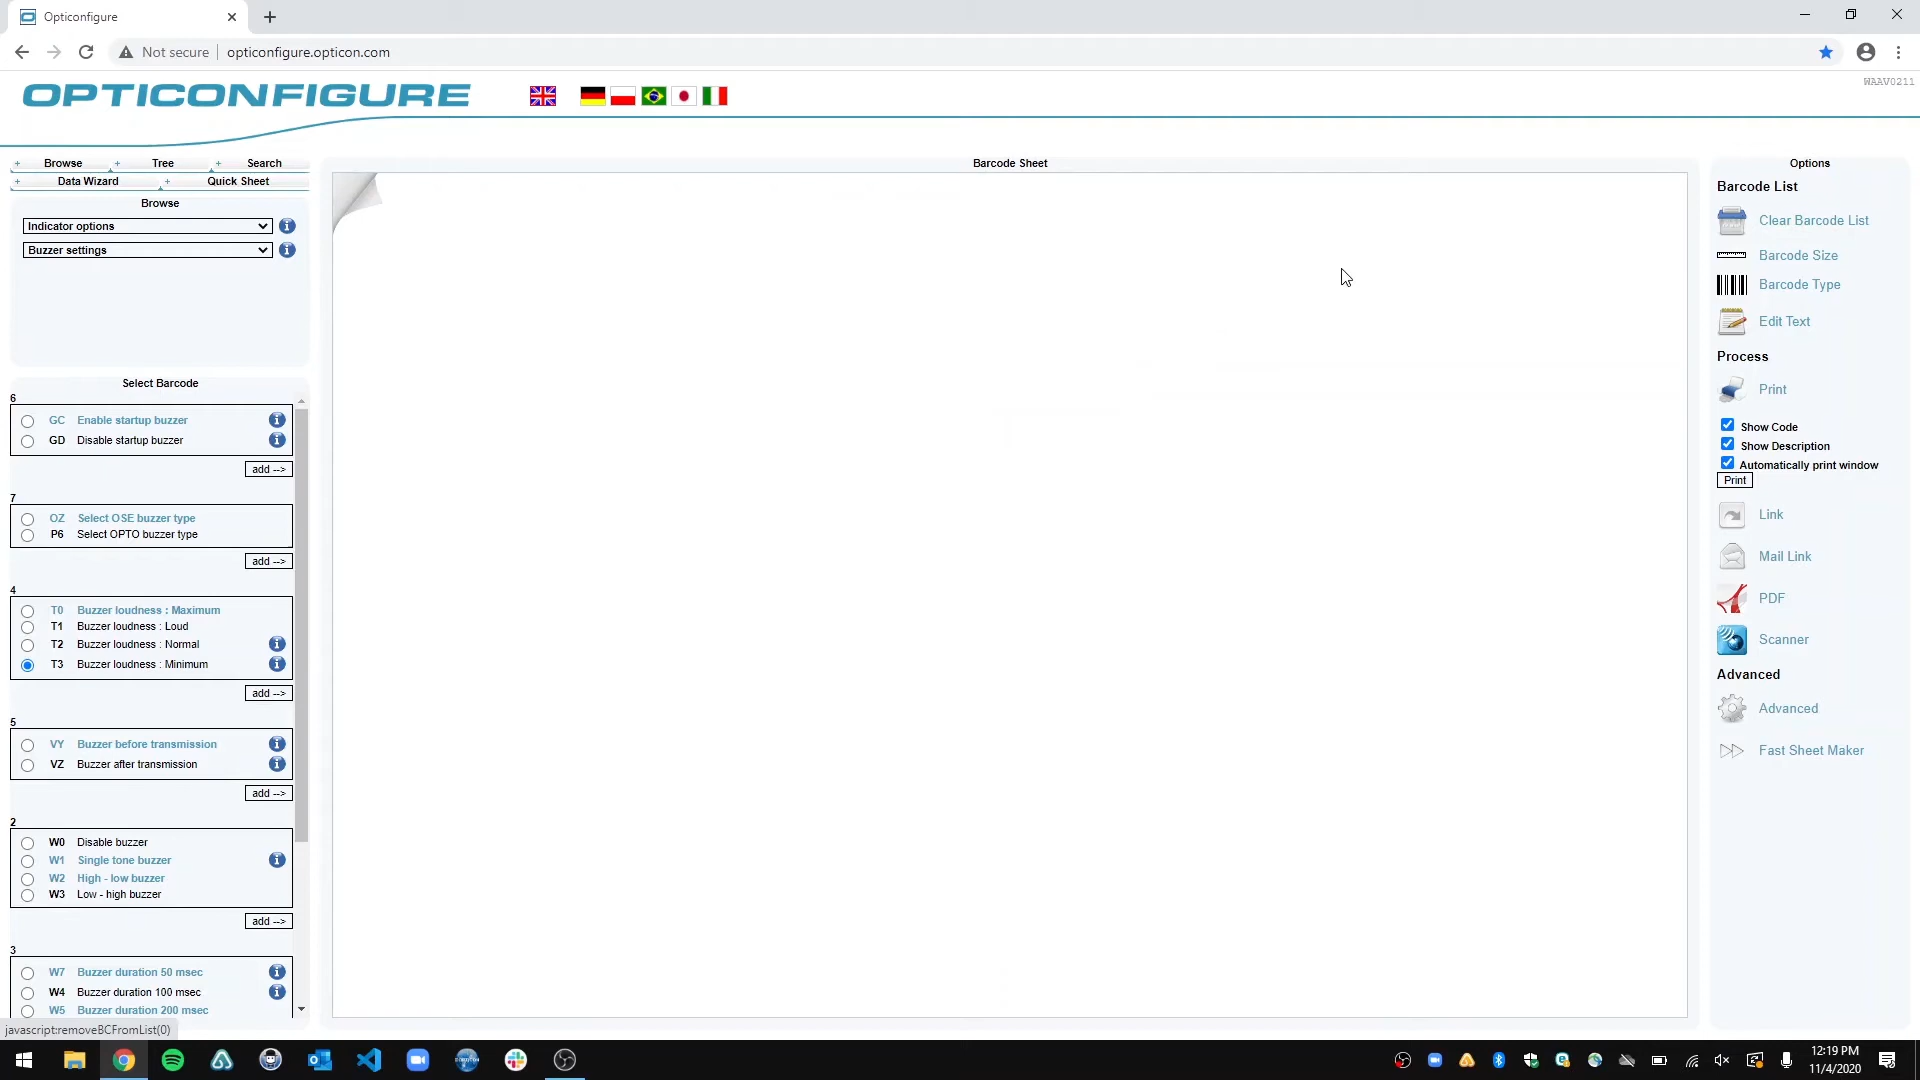 Opticonfigure
Not secure
opticonfigure.opticon.com
OPTICONFIGURE
WAAV0211
+ Browse + Tree + Search
+ Data Wizard + Quick Sheet
Browse
Indicator options
Buzzer settings
Select Barcode
6
GC Enable startup buzzer
GD Disable startup buzzer
add -->
7
OZ Select OSE buzzer type
P6 Select OPTO buzzer type
add -->
4
T0 Buzzer loudness : Maximum
T1 Buzzer loudness : Loud
T2 Buzzer loudness : Normal
T3 Buzzer loudness : Minimum
add -->
5
VY Buzzer before transmission
VZ Buzzer after transmission
add -->
2
W0 Disable buzzer
W1 Single tone buzzer
W2 High - low buzzer
W3 Low - high buzzer
add -->
3
W7 Buzzer duration 50 msec
W4 Buzzer duration 100 msec
W5 Buzzer duration 200 msec
javascript:removeBCFromList(0)
Barcode Sheet
Options
Barcode List
Clear Barcode List
Barcode Size
Barcode Type
Edit Text
Process
Print
Show Code
Show Description
Automatically print window
Print
Link
Mail Link
PDF
Scanner
Advanced
Advanced
Fast Sheet Maker
12:19 PM
11/4/2020